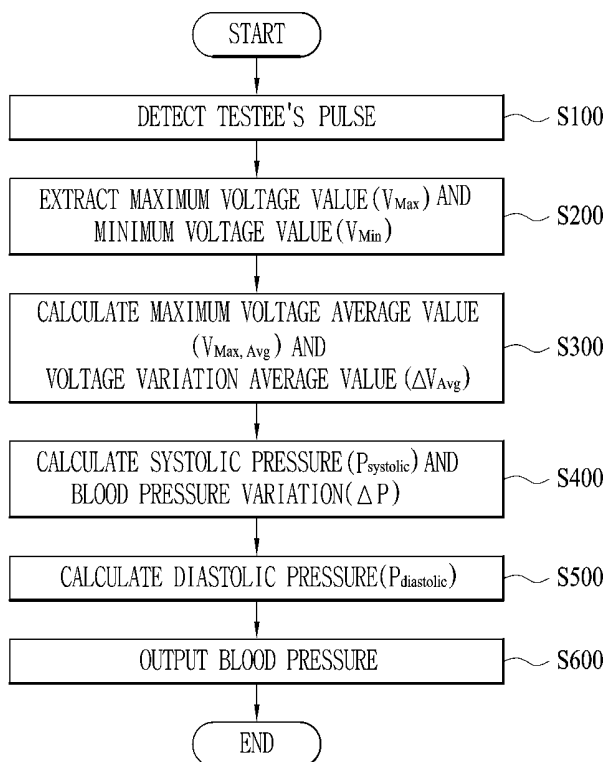 START
DETECT TESTEE'S PULSE
S100
EXTRACT MAXIMUM VOLTAGE VALUE(VMax) AND
MINIMUM VOLTAGE VALUE(VMin)
S200
CALCULATE MAXIMUM VOLTAGE AVERAGE VALUE
(VMax, Avg) AND
VOLTAGE VARIATION AVERAGE VALUE(ΔVAvg)
S300
CALCULATE SYSTOLIC PRESSURE(Psystolic) AND
BLOOD PRESSURE VARIATION(ΔP)
S400
CALCULATE DIASTOLIC PRESSURE(Pdiastolic)
S500
OUTPUT BLOOD PRESSURE
S600
END